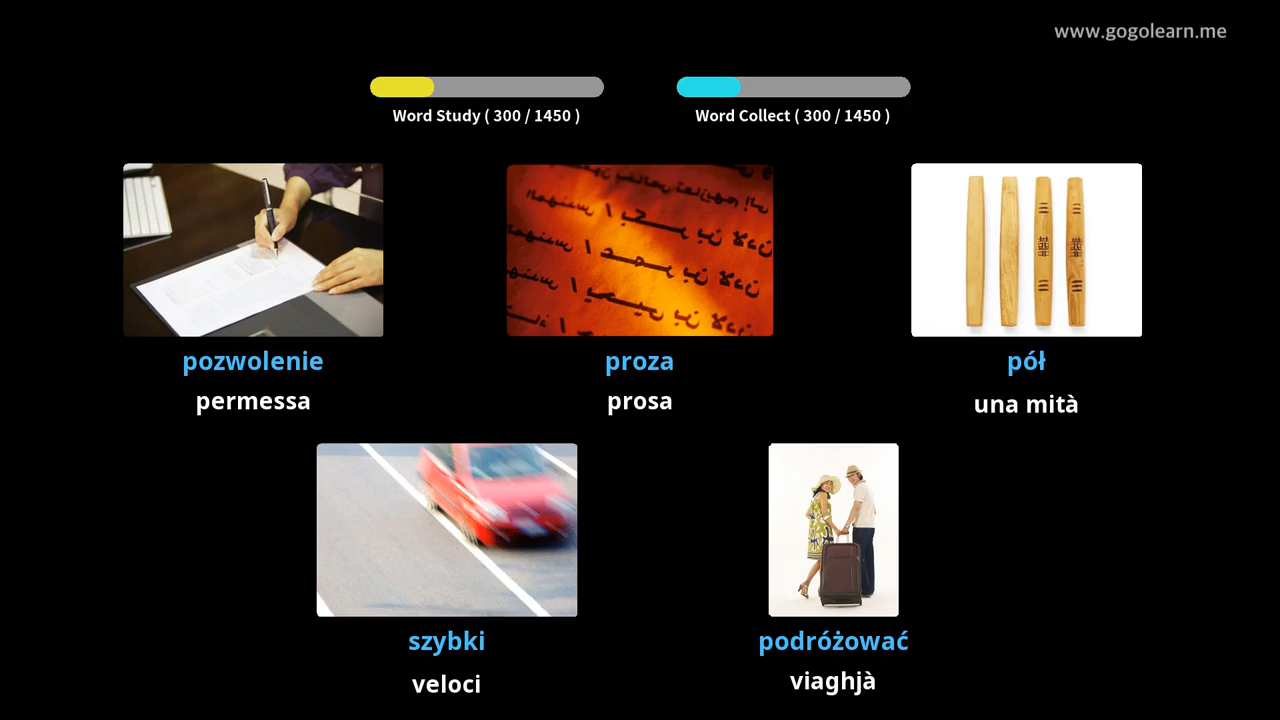 www.gogolearn.me
Word Study ( 300 / 1450 )
Word Collect ( 300 / 1450 )
pozwolenie
permessa
proza
prosa
pół
una mità
szybki
veloci
podróżować
viaghjà